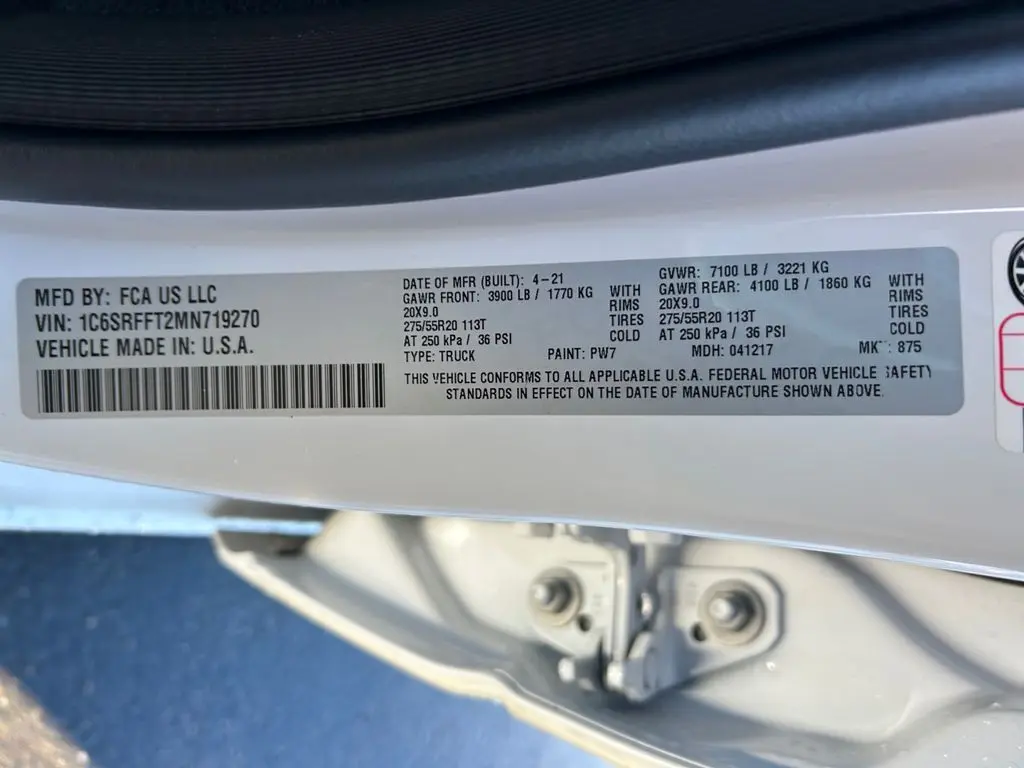 MFD BY: FCA US LLC
VIN: 1C6SRFFT2MN719270
VEHICLE MADE IN: U.S.A.
DATE OF MFR (BUILT): 4-21
GAWR FRONT: 3900 LB / 1770 KG WITH
20X9.0 RIMS
275/55R20 113T TIRES
AT 250 kPa / 36 PSI COLD
TYPE: TRUCK PAINT: PW7
GVWR: 7100 LB / 3221 KG
GAWR REAR: 4100 LB / 1860 KG WITH
20X9.0 RIMS
275/55R20 113T TIRES
AT 250 kPa / 36 PSI COLD
MDH: 041217 MK : 875
THIS VEHICLE CONFORMS TO ALL APPLICABLE U.S.A. FEDERAL MOTOR VEHICLE SAFETY
STANDARDS IN EFFECT ON THE DATE OF MANUFACTURE SHOWN ABOVE.